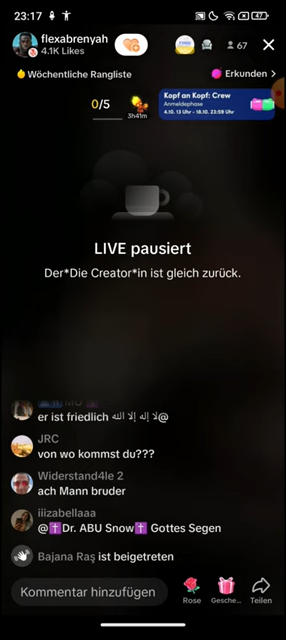 23:17
47
flexabrenyah
4.1K Likes
67
Wöchentliche Rangliste
Erkunden >
0/5
3h41m
Kopf an Kopf: Crew
Anmeldephase
4.10. 13 Uhr - 18.10. 23:59 Uhr
LIVE pausiert
Der*Die Creator*in ist gleich zurück.
er ist friedlich لا إله إلا الله@
JRC
von wo kommst du???
Widerstand4le 2
ach Mann bruder
iiizabellaaa
@✝️Dr. ABU Snow✝️ Gottes Segen
Bajana Raş ist beigetreten
Kommentar hinzufügen
Rose
Gesche...
Teilen